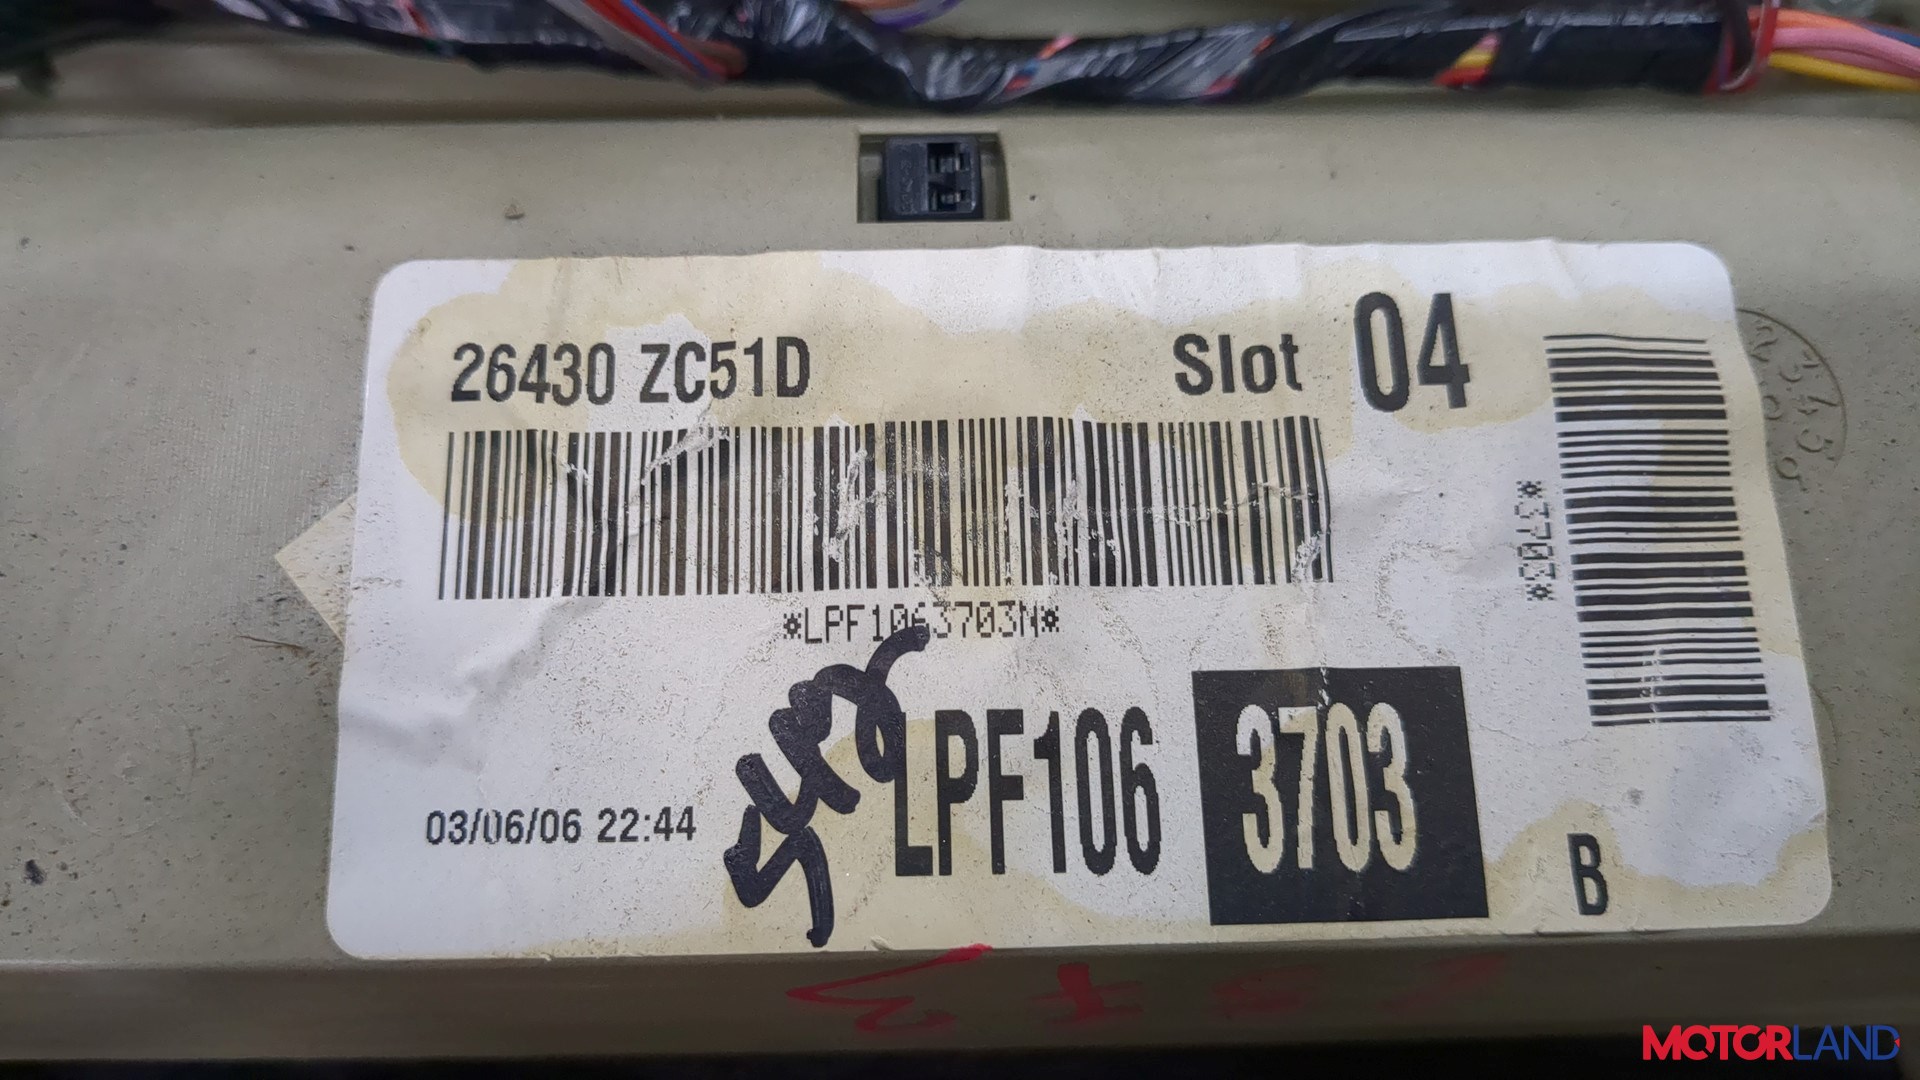 26430 ZC51D
Slot 04
*LPF1063703N*
*3703*
03/06/06 22:44
LPF106 3703
B
MOTORLAND